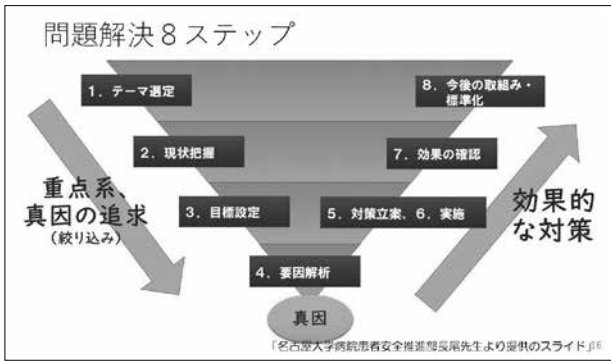 問題解決８ステップ
1．テーマ選定
8．今後の取組み・
標準化
2．現状把握
7．効果の確認
重点系、
真因の追求
(絞り込み)
3．目標設定
5．対策立案、6．実施
効果的
な対策
4．要因解析
真因
「名古屋大学病院患者安全推進部長尾先生より提供のスライド」
16